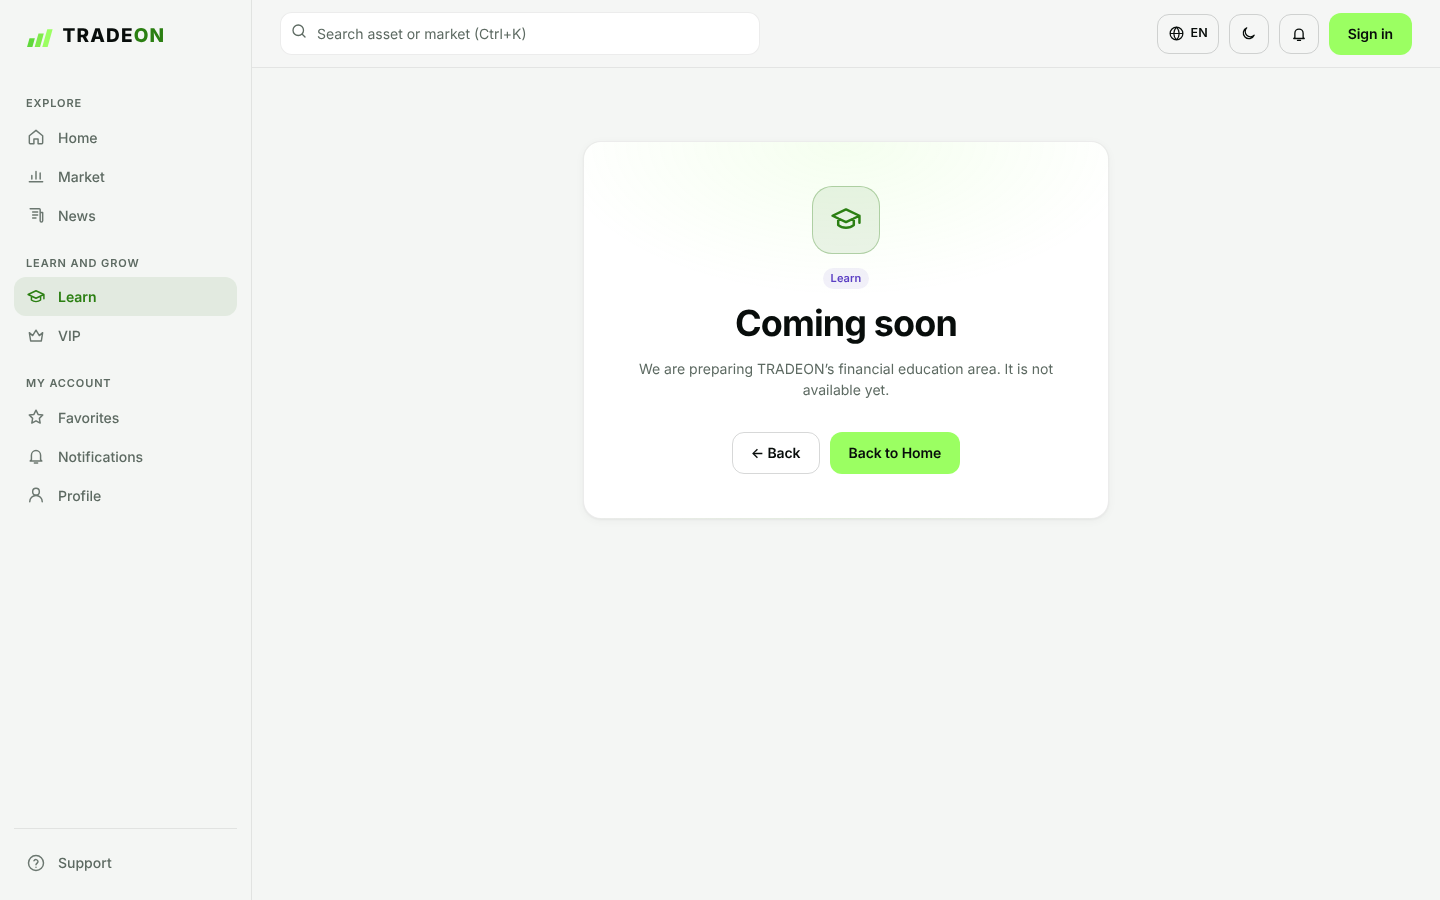 TRADEON
EXPLORE
Home
Market
News
LEARN AND GROW
Learn
VIP
MY ACCOUNT
Favorites
Notifications
Profile
Support
Search asset or market (Ctrl+K)
EN
Sign in
Learn
Coming soon
We are preparing TRADEON’s financial education area. It is not
available yet.
← Back
Back to Home